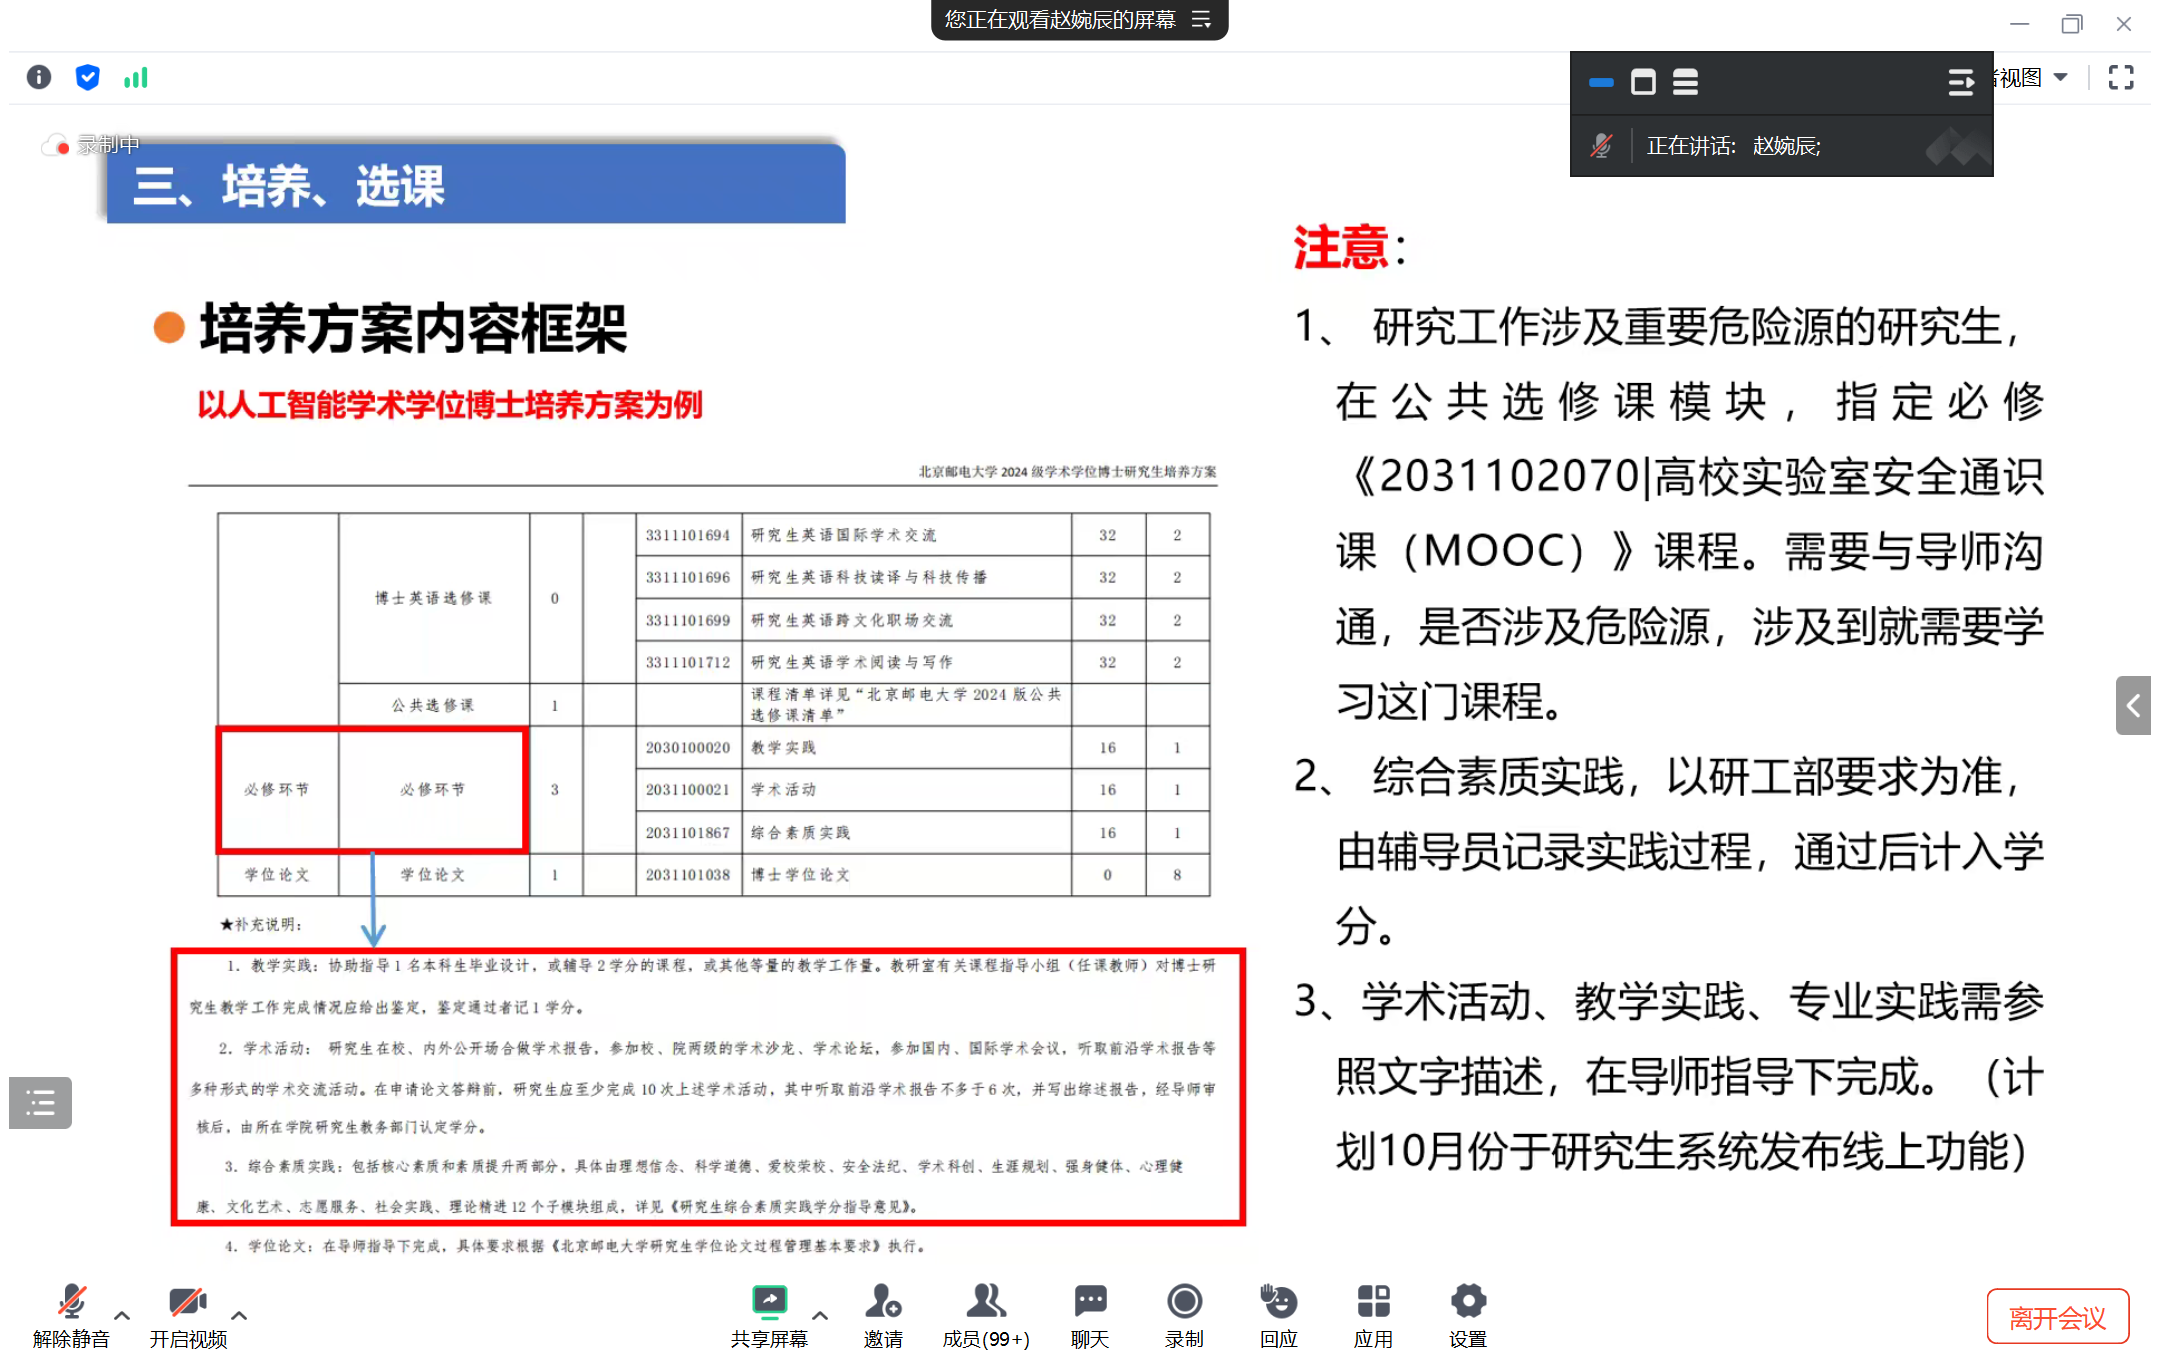 您正在观看赵婉辰的屏幕
者视图
正在讲话: 赵婉辰;
录制中
三、培养、选课
培养方案内容框架
以人工智能学术学位博士培养方案为例
北京邮电大学 2024 级学术学位博士研究生培养方案
博士英语选修课 0
3311101694 研究生英语国际学术交流 32 2
3311101696 研究生英语科技读译与科技传播 32 2
3311101699 研究生英语跨文化职场交流 32 2
3311101712 研究生英语学术阅读与写作 32 2
公共选修课 1 课程清单详见“北京邮电大学 2024 版公共
选修课清单”
必修环节 必修环节 3
2030100020 教学实践 16 1
2031100021 学术活动 16 1
2031101867 综合素质实践 16 1
学位论文 学位论文 1 2031101038 博士学位论文 0 8
★补充说明:
1. 教学实践: 协助指导 1 名本科生毕业设计, 或辅导 2 学分的课程, 或其他等量的教学工作量。教研室有关课程指导小组（任课教师）对博士研
究生教学工作完成情况应给出鉴定, 鉴定通过者记 1 学分。
2. 学术活动: 研究生在校、内外公开场合做学术报告, 参加校、院两级的学术沙龙、学术论坛, 参加国内、国际学术会议, 听取前沿学术报告等
多种形式的学术交流活动。在申请论文答辩前, 研究生应至少完成 10 次上述学术活动, 其中听取前沿学术报告不多于 6 次, 并写出综述报告, 经导师审
核后, 由所在学院研究生教务部门认定学分。
3. 综合素质实践: 包括核心素质和素质提升两部分, 具体由理想信念、科学道德、爱校荣校、安全法纪、学术科创、生涯规划、强身健体、心理健
康、文化艺术、志愿服务、社会实践、理论精进 12 个子模块组成, 详见《研究生综合素质实践学分指导意见》。
4. 学位论文: 在导师指导下完成, 具体要求根据《北京邮电大学研究生学位论文过程管理基本要求》执行。
注意：
1、 研究工作涉及重要危险源的研究生，
在公共选修课模块，指定必修
《2031102070|高校实验室安全通识
课（MOOC）》课程。需要与导师沟
通，是否涉及危险源，涉及到就需要学
习这门课程。
2、 综合素质实践，以研工部要求为准，
由辅导员记录实践过程，通过后计入学
分。
3、学术活动、教学实践、专业实践需参
照文字描述，在导师指导下完成。（计
划10月份于研究生系统发布线上功能）
解除静音 开启视频 共享屏幕 邀请 成员(99+) 聊天 录制 回应 应用 设置 离开会议